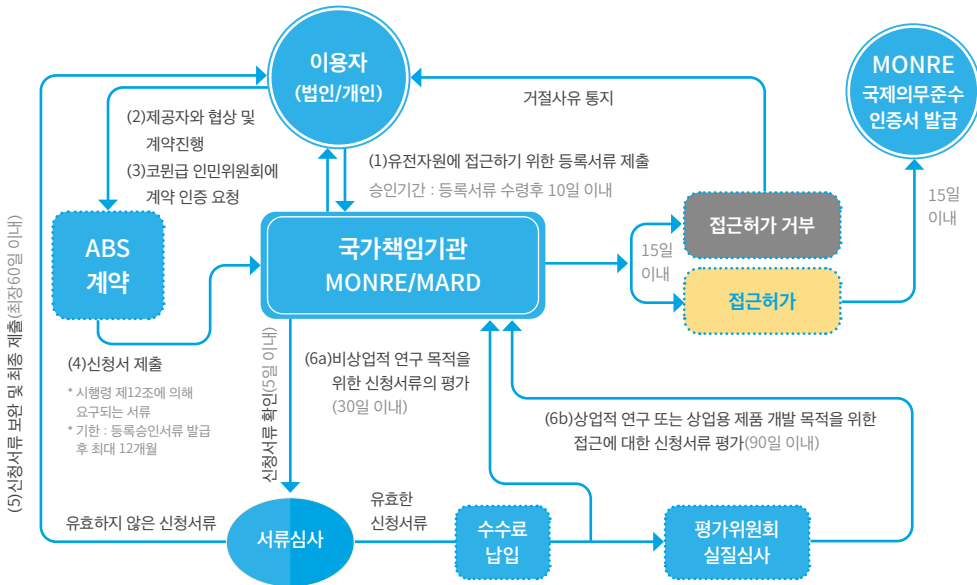 이용자
(법인/개인)
MONRE
국제의무준수
인증서 발급
거절사유 통지
(2)제공자와 협상 및
계약진행
(3)코뮌급 인민위원회에
계약 인증 요청
(1)유전자원에 접근하기 위한 등록서류 제출
승인기간 : 등록서류 수령후 10일 이내
15일
이내
ABS
계약
국가책임기관
MONRE/MARD
15일
이내
접근허가 거부
접근허가
(4)신청서 제출
* 시행령 제12조에 의해
요구되는 서류
* 기한 : 등록승인서류 발급
후 최대 12개월
(5)신청서류 보완 및 최종 제출(최장60일 이내)
신청서류 확인(5일 이내)
(6a)비상업적 연구 목적을
위한 신청서류의 평가
(30일 이내)
(6b)상업적 연구 또는 상업용 제품 개발 목적을 위한
접근에 대한 신청서류 평가(90일 이내)
유효하지 않은 신청서류
서류심사
유효한
신청서류
수수료
납입
평가위원회
실질심사